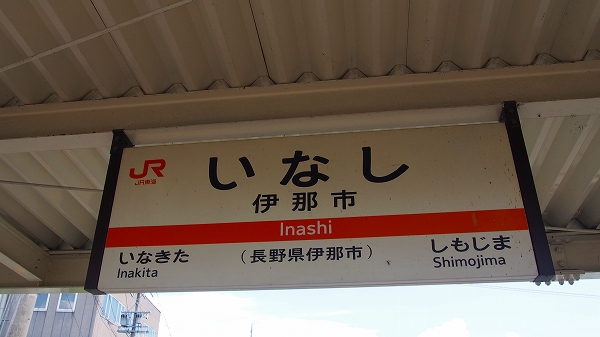 JR
JR東海
いなし
伊那市
Inashi
いなきた
Inakita
（長野県伊那市）
しもじま
Shimojima